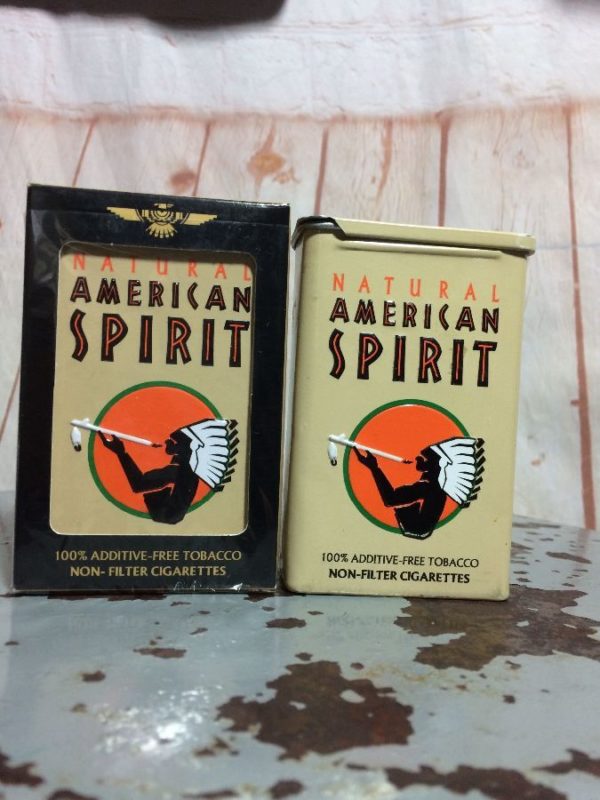 NATURAL
AMERICAN
SPIRIT
100% ADDITIVE-FREE TOBACCO
NON- FILTER CIGARETTES
NATURAL
AMERICAN
SPIRIT
100% ADDITIVE-FREE TOBACCO
NON-FILTER CIGARETTES